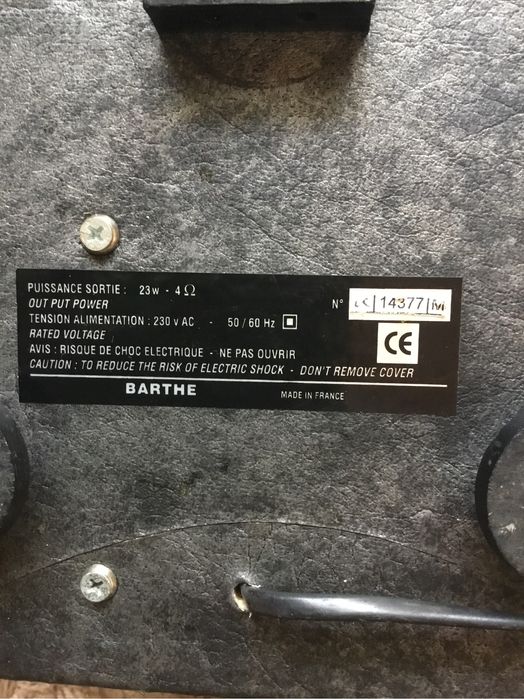 PUISSANCE SORTIE : 23w - 4 Ω
OUT PUT POWER
N° 14377 M
TENSION ALIMENTATION : 230 v AC - 50 / 60 Hz
RATED VOLTAGE
CE
AVIS : RISQUE DE CHOC ELECTRIQUE - NE PAS OUVRIR
CAUTION : TO REDUCE THE RISK OF ELECTRIC SHOCK - DON'T REMOVE COVER
BARTHE MADE IN FRANCE